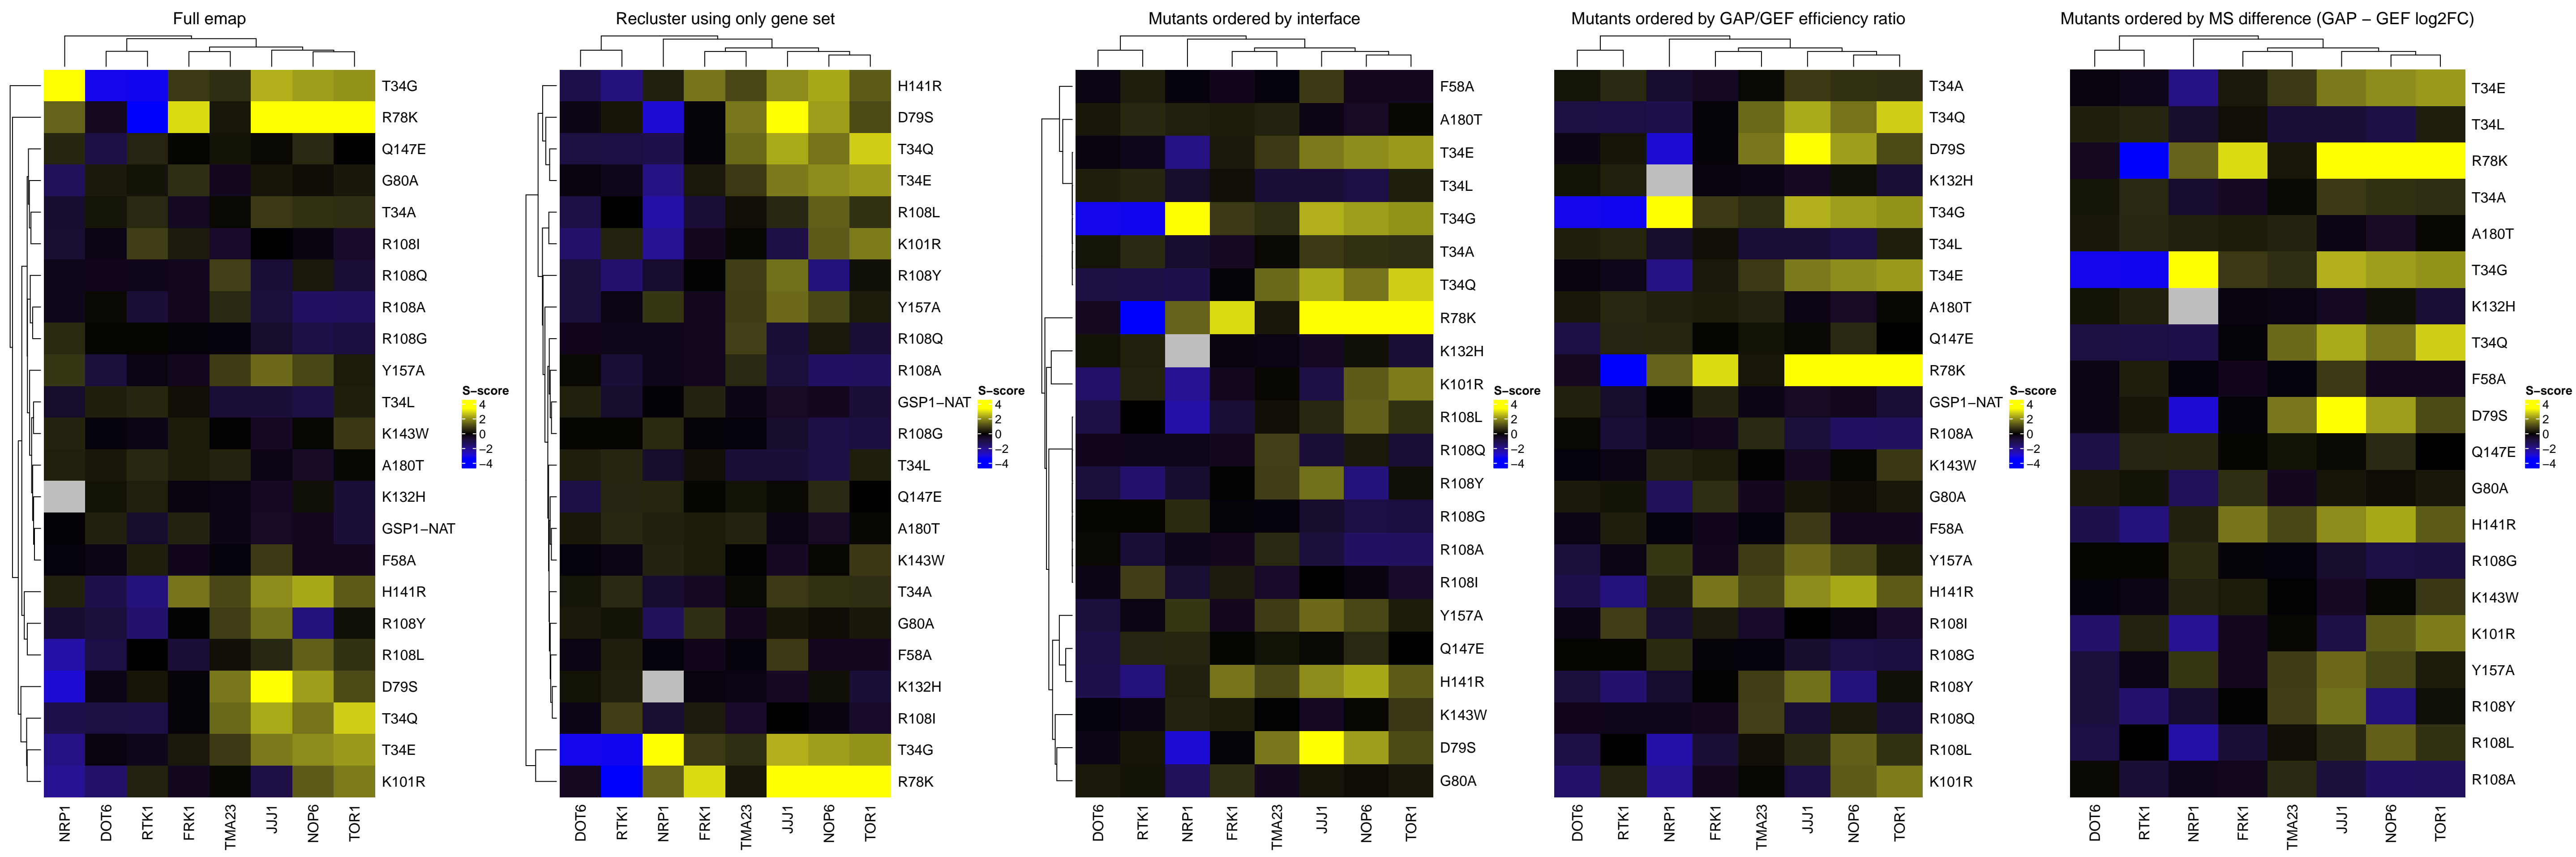 Full emap
T34G
R78K
Q147E
G80A
T34A
R108I
R108Q
R108A
R108G
Y157A
T34L
K143W
A180T
K132H
GSP1−NAT
F58A
H141R
R108Y
R108L
D79S
T34Q
T34E
K101R
NRP1
DOT6
RTK1
FRK1
TMA23
JJJ1
NOP6
TOR1
S−score
4
2
0
−2
−4
Recluster using only gene set
H141R
D79S
T34Q
T34E
R108L
K101R
R108Y
Y157A
R108Q
R108A
GSP1−NAT
R108G
T34L
Q147E
A180T
K143W
T34A
G80A
F58A
K132H
R108I
T34G
R78K
DOT6
RTK1
NRP1
FRK1
TMA23
JJJ1
NOP6
TOR1
S−score
4
2
0
−2
−4
Mutants ordered by interface
F58A
A180T
T34E
T34L
T34G
T34A
T34Q
R78K
K132H
K101R
R108L
R108Q
R108Y
R108G
R108A
R108I
Y157A
Q147E
H141R
K143W
D79S
G80A
DOT6
RTK1
NRP1
FRK1
TMA23
JJJ1
NOP6
TOR1
S−score
4
2
0
−2
−4
Mutants ordered by GAP/GEF efficiency ratio
T34A
T34Q
D79S
K132H
T34G
T34L
T34E
A180T
Q147E
R78K
GSP1−NAT
R108A
K143W
G80A
F58A
Y157A
H141R
R108I
R108G
R108Y
R108Q
R108L
K101R
DOT6
RTK1
NRP1
FRK1
TMA23
JJJ1
NOP6
TOR1
S−score
4
2
0
−2
−4
Mutants ordered by MS difference (GAP − GEF log2FC)
T34E
T34L
R78K
T34A
A180T
T34G
K132H
T34Q
F58A
D79S
Q147E
G80A
H141R
R108G
K143W
K101R
Y157A
R108Y
R108L
R108A
DOT6
RTK1
NRP1
FRK1
TMA23
JJJ1
NOP6
TOR1
S−score
4
2
0
−2
−4